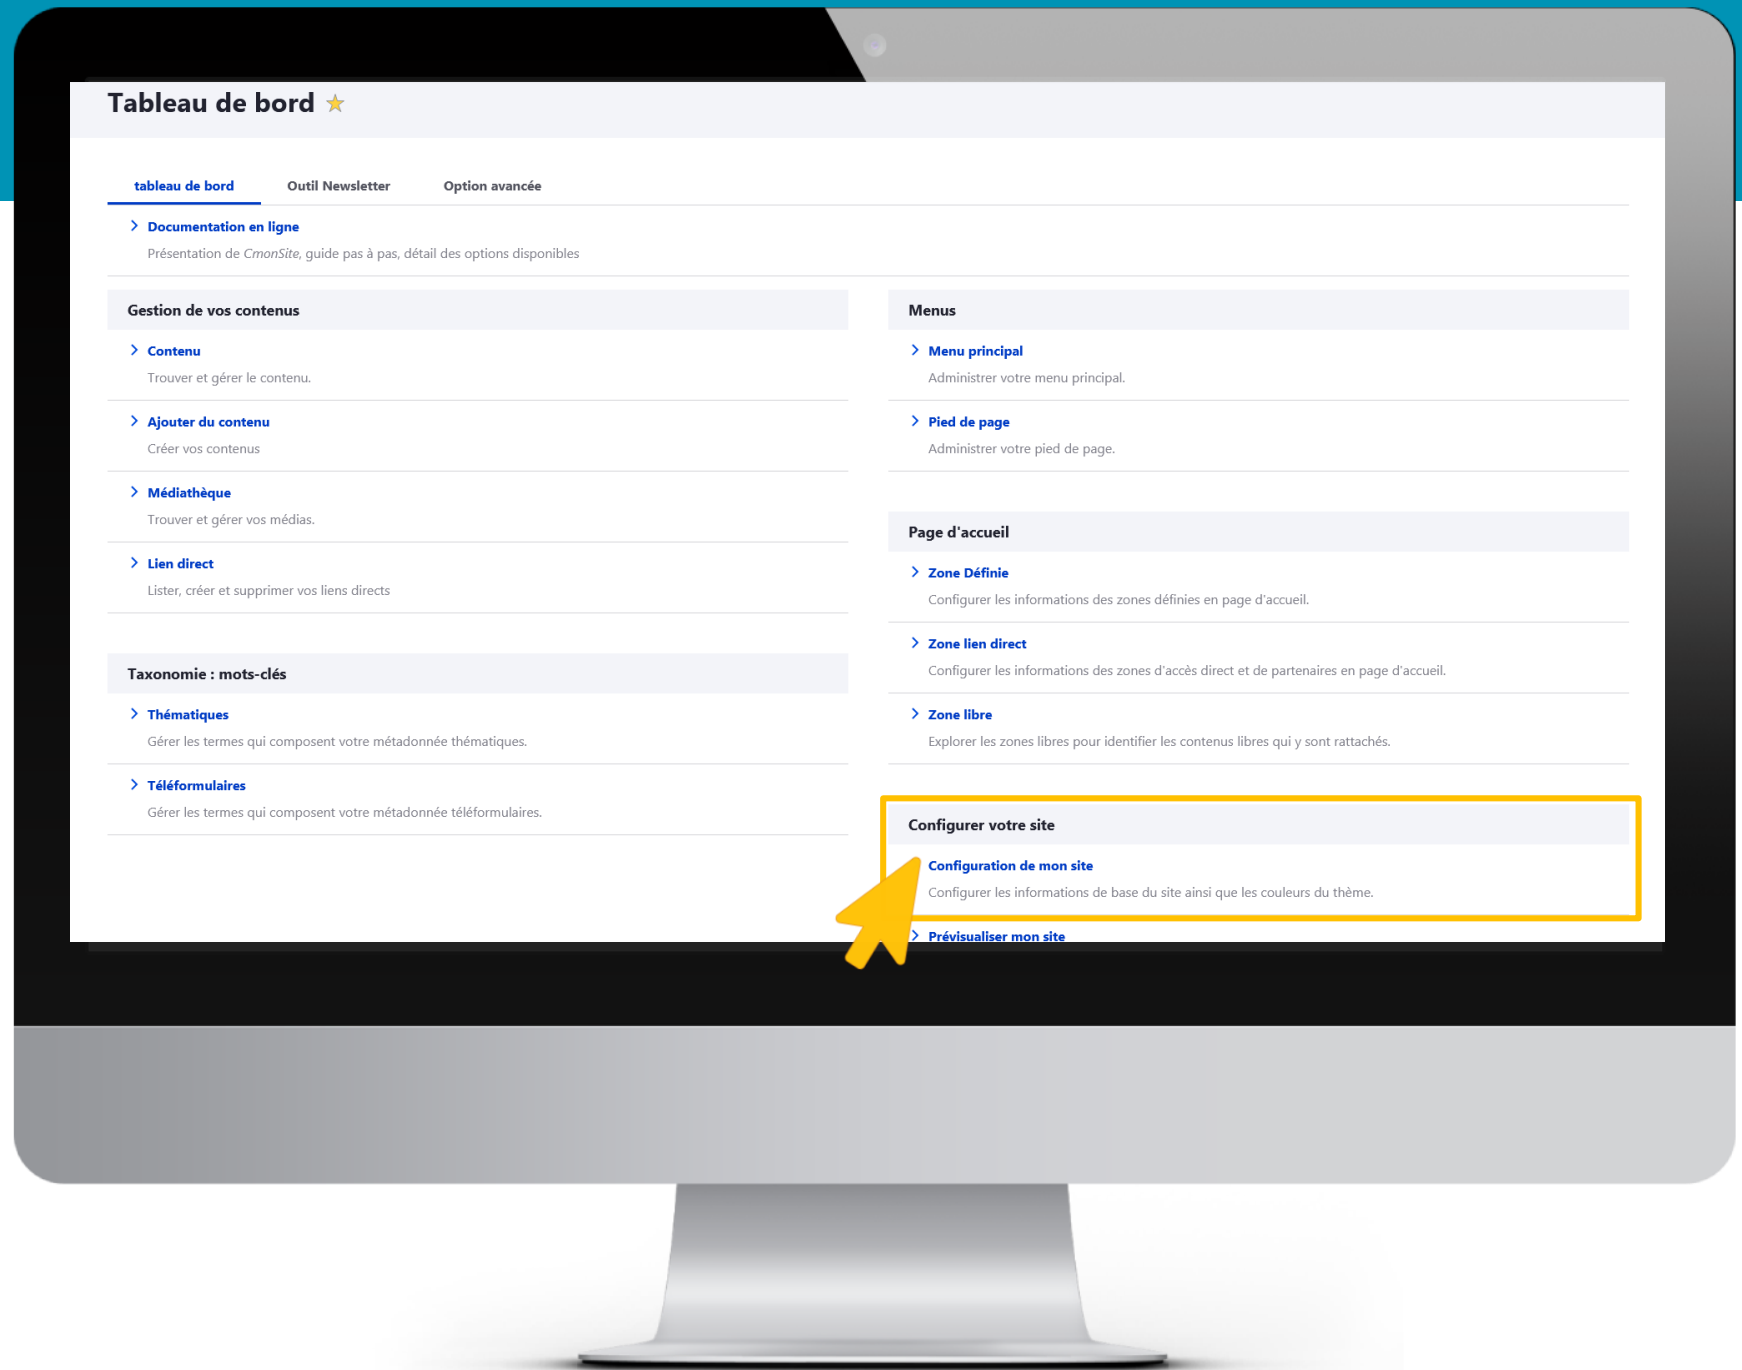 Tableau de bord
tableau de bord
Outil Newsletter
Option avancée
Documentation en ligne
Présentation de CmonSite, guide pas à pas, détail des options disponibles
Gestion de vos contenus
Contenu
Trouver et gérer le contenu.
Ajouter du contenu
Créer vos contenus
Médiathèque
Trouver et gérer vos médias.
Lien direct
Lister, créer et supprimer vos liens directs
Taxonomie : mots-clés
Thématiques
Gérer les termes qui composent votre métadonnée thématiques.
Téléformulaires
Gérer les termes qui composent votre métadonnée téléformulaires.
Menus
Menu principal
Administrer votre menu principal.
Pied de page
Administrer votre pied de page.
Page d'accueil
Zone Définie
Configurer les informations des zones définies en page d'accueil.
Zone lien direct
Configurer les informations des zones d'accès direct et de partenaires en page d'accueil.
Zone libre
Explorer les zones libres pour identifier les contenus libres qui y sont rattachés.
Configurer votre site
Configuration de mon site
Configurer les informations de base du site ainsi que les couleurs du thème.
Prévisualiser mon site